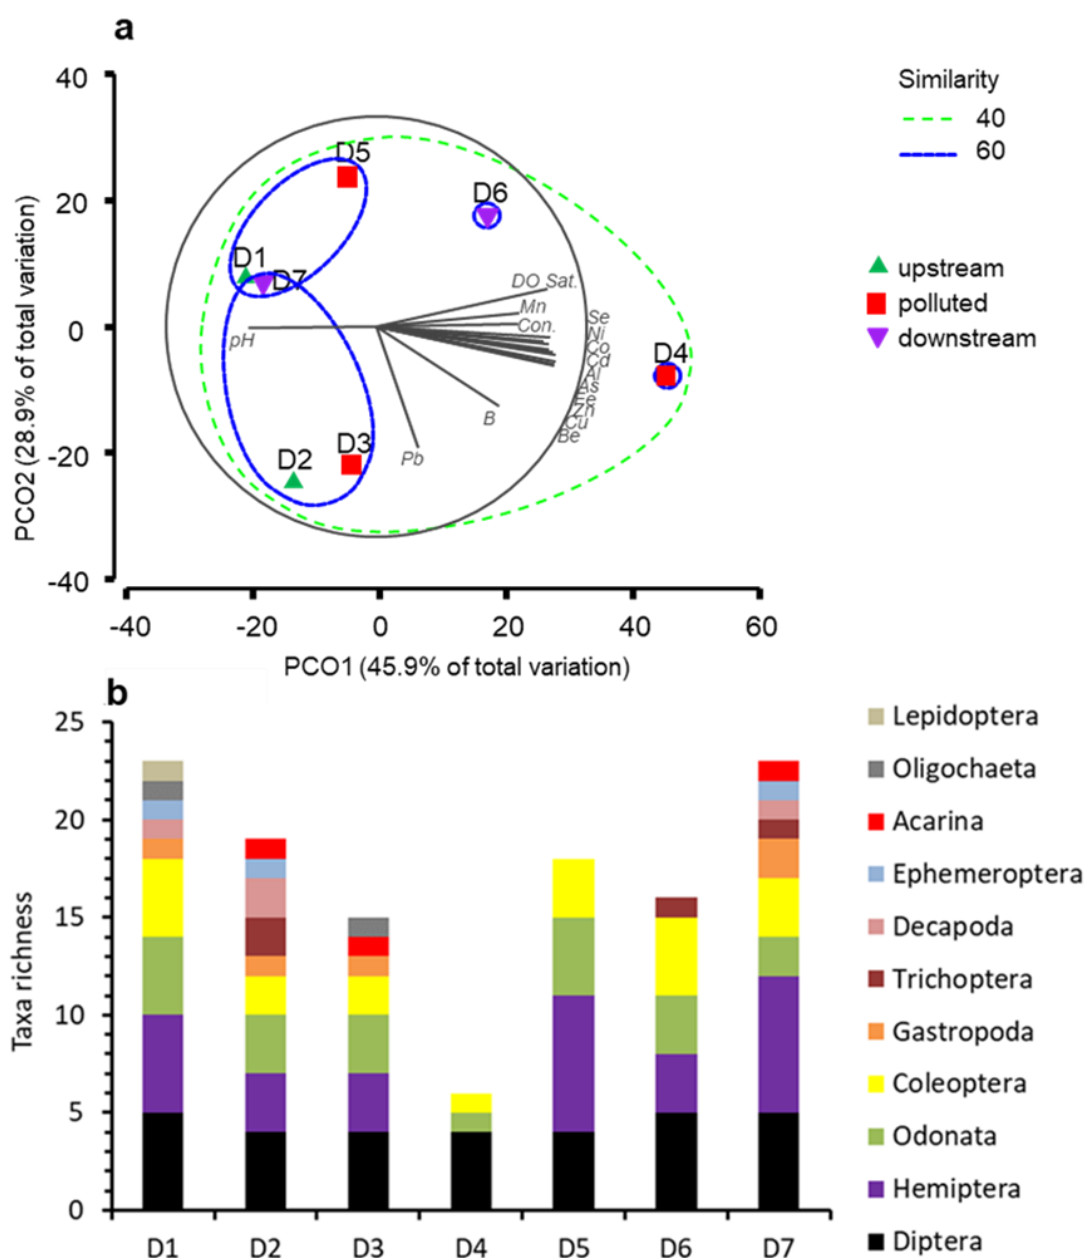 a
40
20
0
-20
-40
PCO2 (28.9% of total variation)
-40 -20 0 20 40 60
PCO1 (45.9% of total variation)
D5
D6
D1
D7
D4
D2
D3
DO Sat.
Mn
Con.
Se
Ni
Co
Cd
Al
As
Ee
Zn
Cu
Be
pH
B
Pb
Similarity
40
60
upstream
polluted
downstream
b
25
20
15
10
5
0
Taxa richness
D1 D2 D3 D4 D5 D6 D7
Lepidoptera
Oligochaeta
Acarina
Ephemeroptera
Decapoda
Trichoptera
Gastropoda
Coleoptera
Odonata
Hemiptera
Diptera